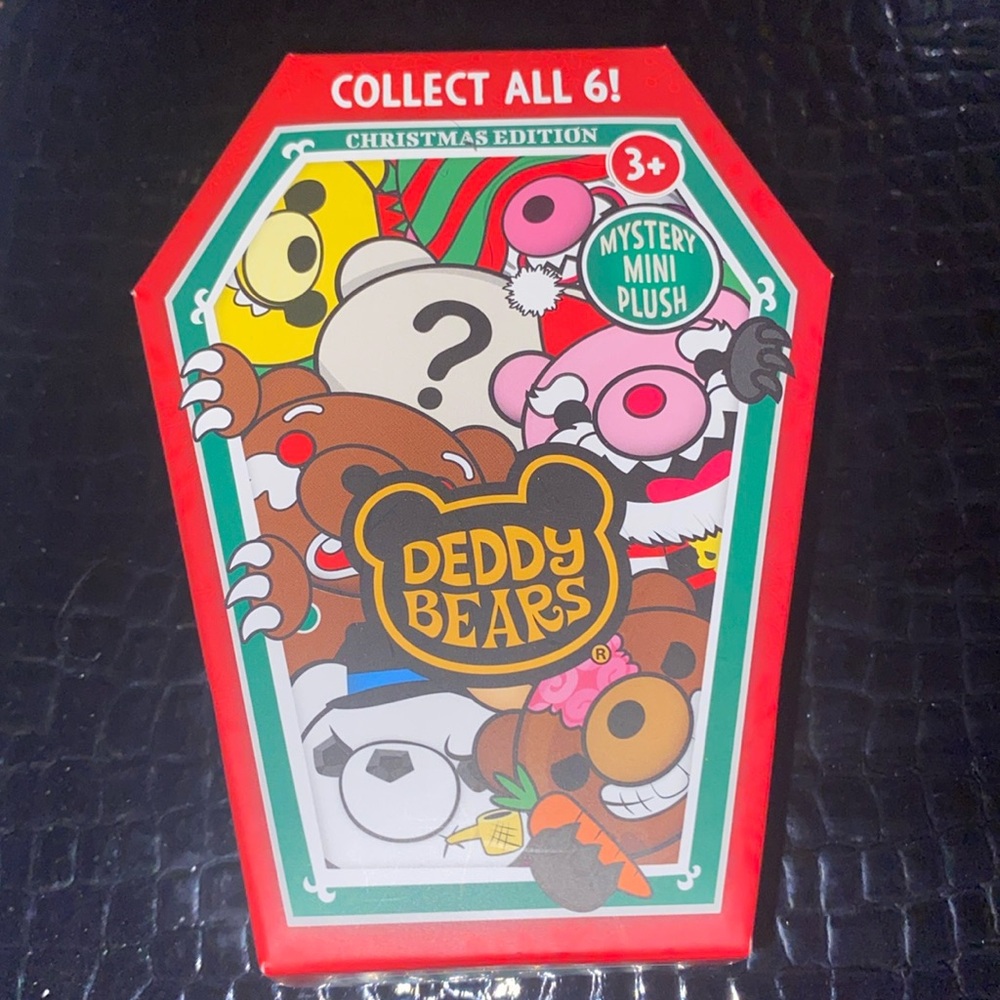 COLLECT ALL 6!
CHRISTMAS EDITION
3+
MYSTERY
MINI
PLUSH
?
DEDDY
BEARS
®